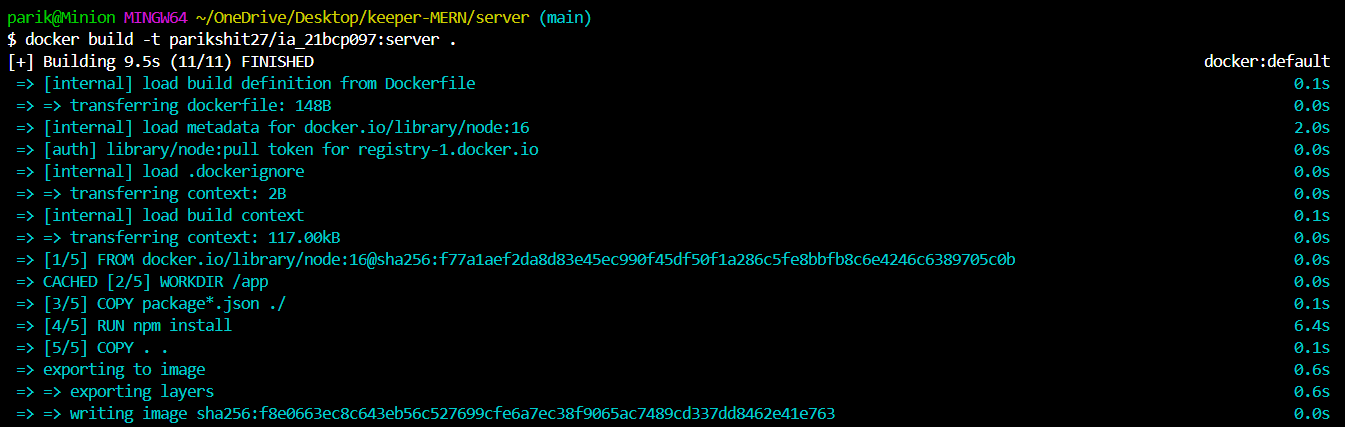 parik@Minion MINGW64 ~/OneDrive/Desktop/keeper-MERN/server (main)
$ docker build -t parikshit27/ia_21bcp097:server .
[+] Building 9.5s (11/11) FINISHED docker:default
=> [internal] load build definition from Dockerfile 0.1s
=> => transferring dockerfile: 148B 0.0s
=> [internal] load metadata for docker.io/library/node:16 2.0s
=> [auth] library/node:pull token for registry-1.docker.io 0.0s
=> [internal] load .dockerignore 0.0s
=> => transferring context: 2B 0.0s
=> [internal] load build context 0.1s
=> => transferring context: 117.00kB 0.0s
=> [1/5] FROM docker.io/library/node:16@sha256:f77a1aef2da8d83e45ec990f45df50f1a286c5fe8bbfb8c6e4246c6389705c0b 0.0s
=> CACHED [2/5] WORKDIR /app 0.0s
=> [3/5] COPY package*.json ./ 0.1s
=> [4/5] RUN npm install 6.4s
=> [5/5] COPY . . 0.1s
=> exporting to image 0.6s
=> => exporting layers 0.6s
=> => writing image sha256:f8e0663ec8c643eb56c527699cfe6a7ec38f9065ac7489cd337dd8462e41e763 0.0s